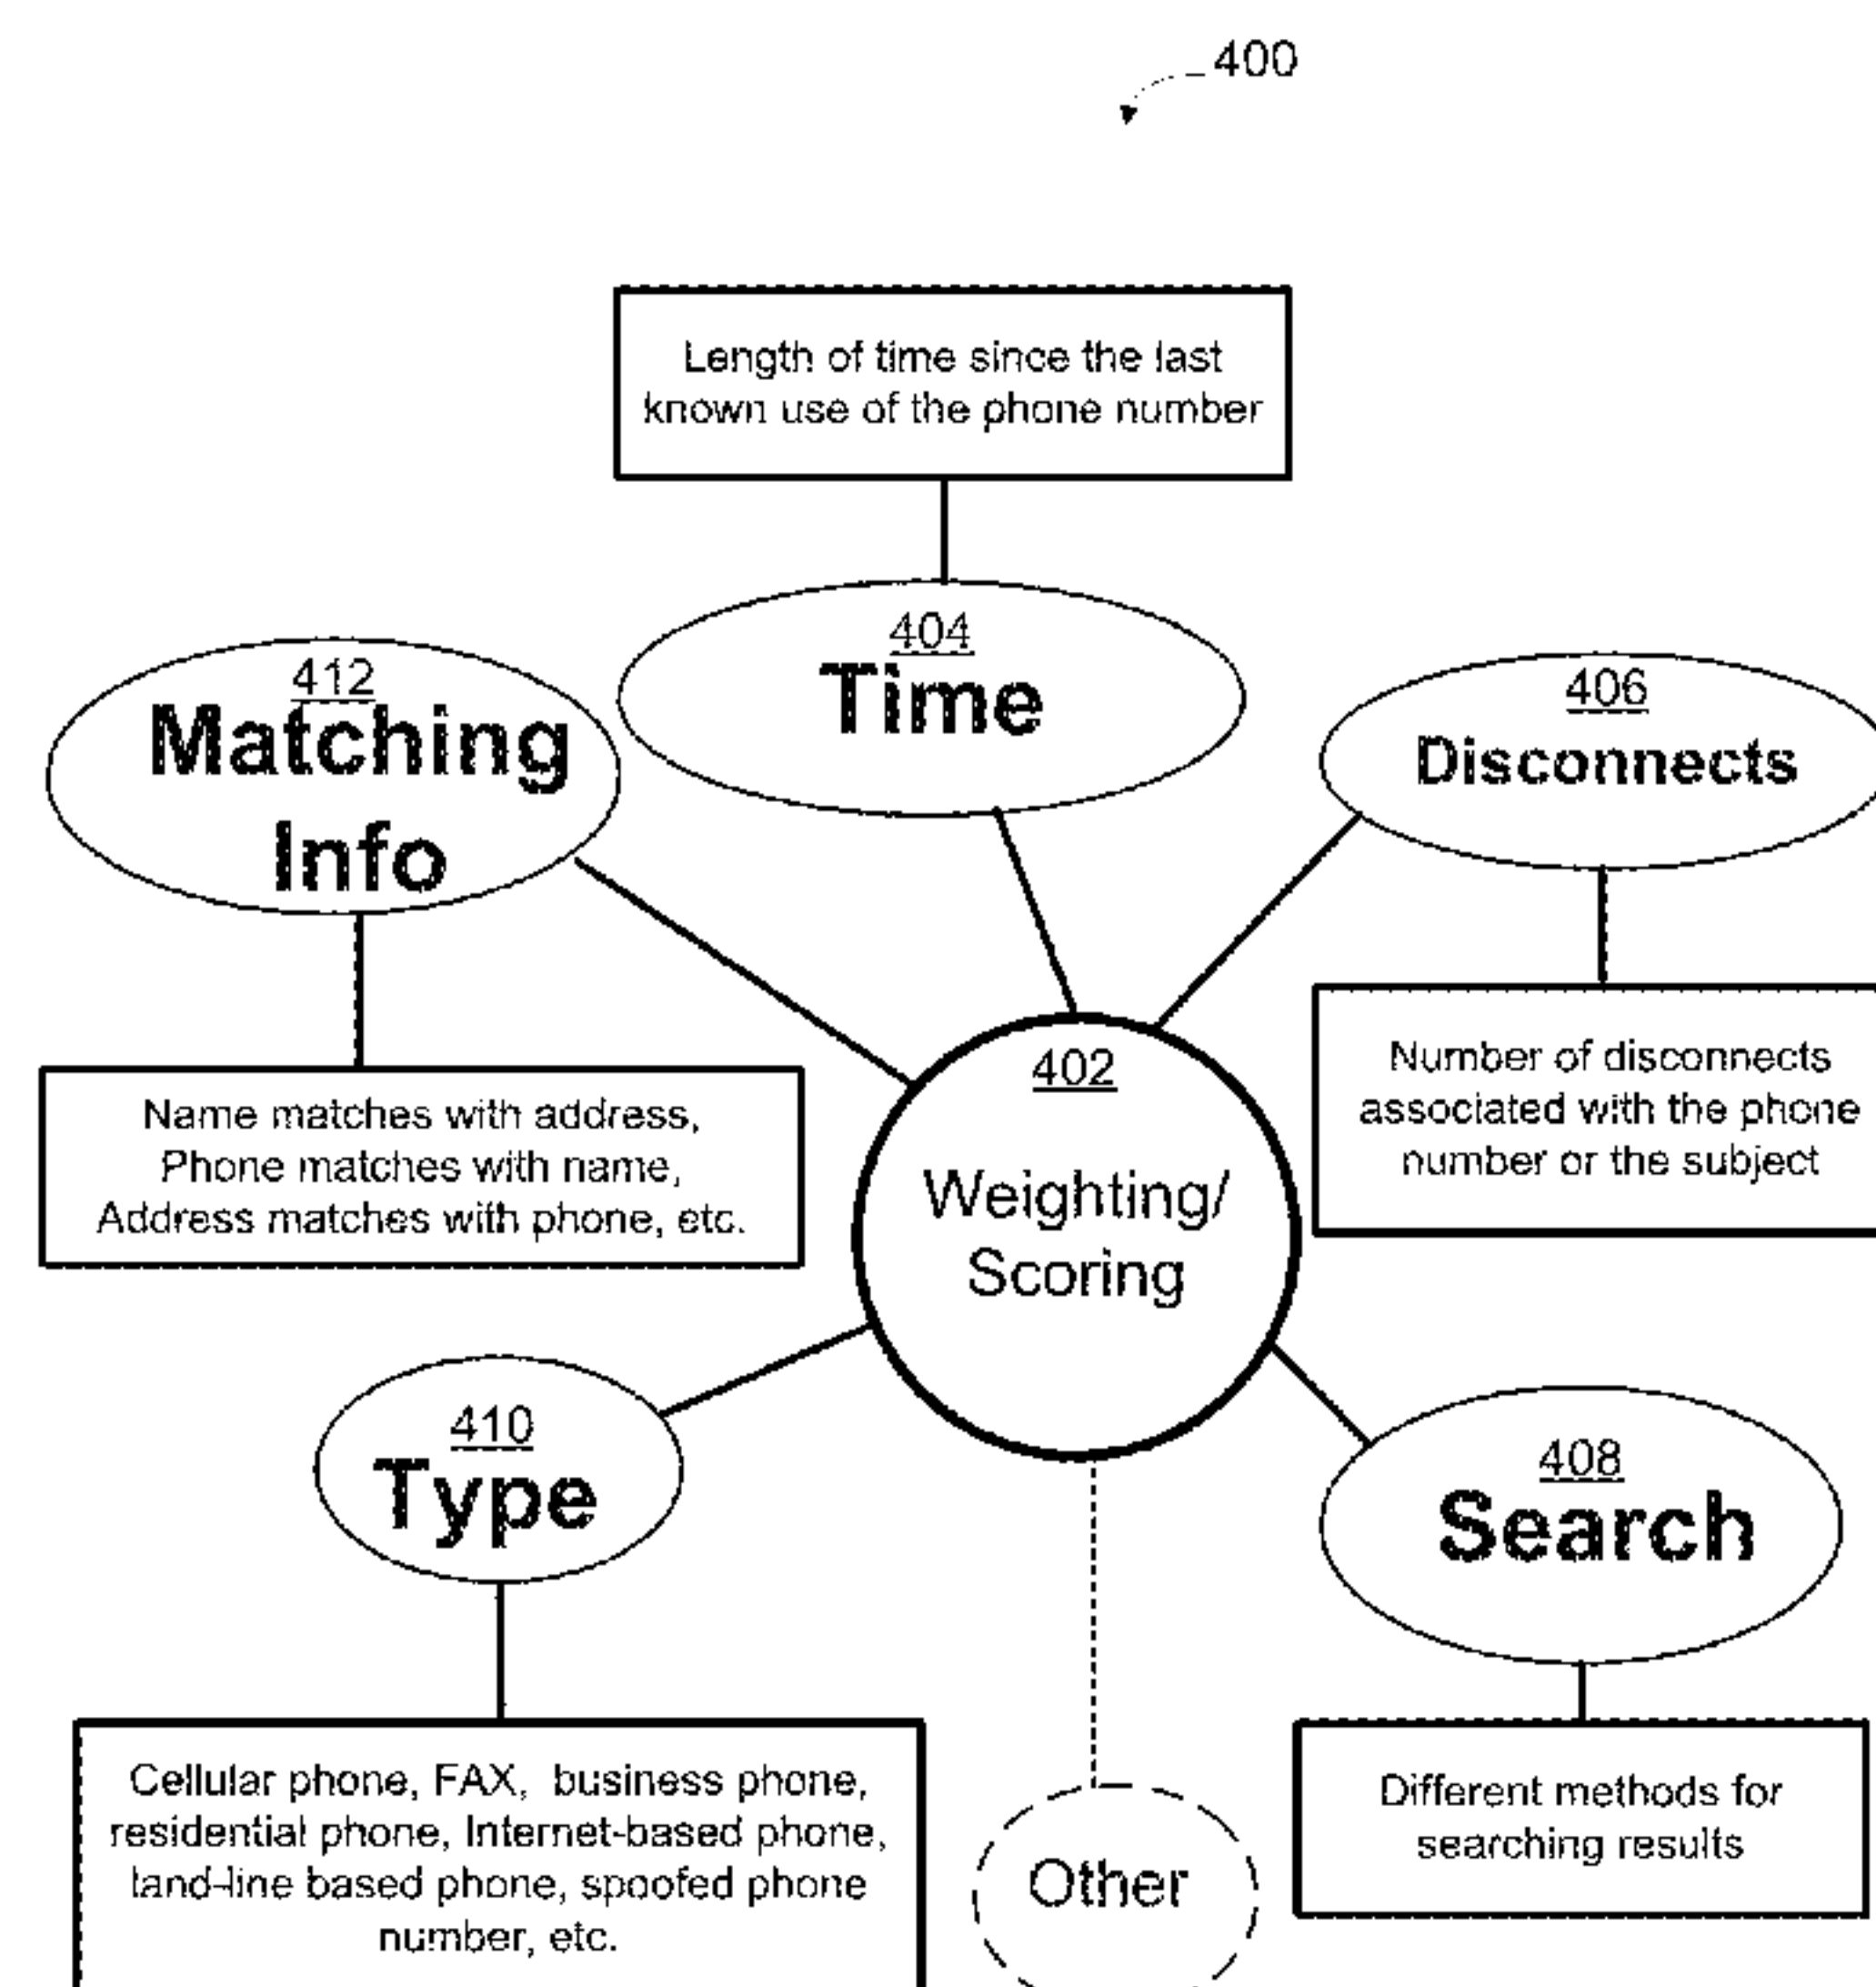 400
Length of time since the last
known use of the phone number
404
Time
412
Matching
Info
406
Disconnects
Name matches with address,
Phone matches with name,
Address matches with phone, etc.
402
Weighting/
Scoring
Number of disconnects
associated with the phone
number or the subject
410
Type
408
Search
Cellular phone, FAX, business phone,
residential phone, Internet-based phone,
land-line based phone, spoofed phone
number, etc.
Other
Different methods for
searching results